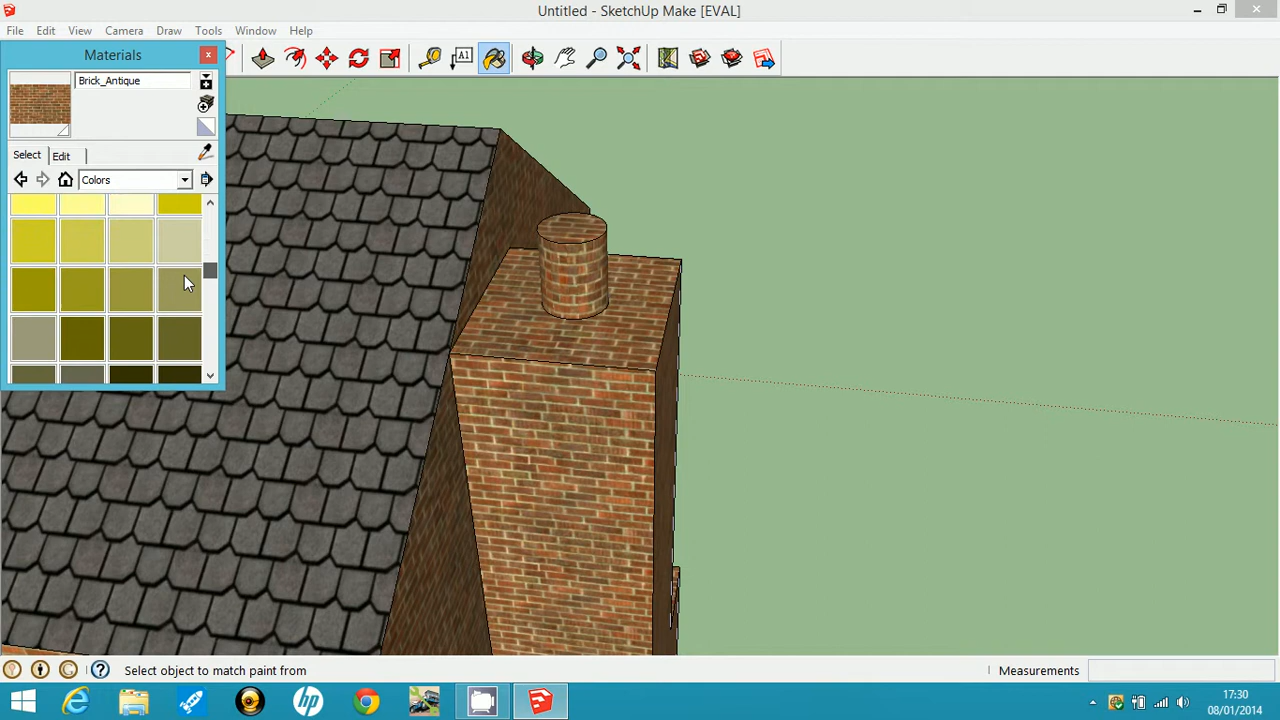 Untitled - SketchUp Make [EVAL]
File Edit View Camera Draw Tools Window Help
Materials
A1
Brick_Antique
Select Edit
Colors
Select object to match paint from
Measurements
17:30
08/01/2014